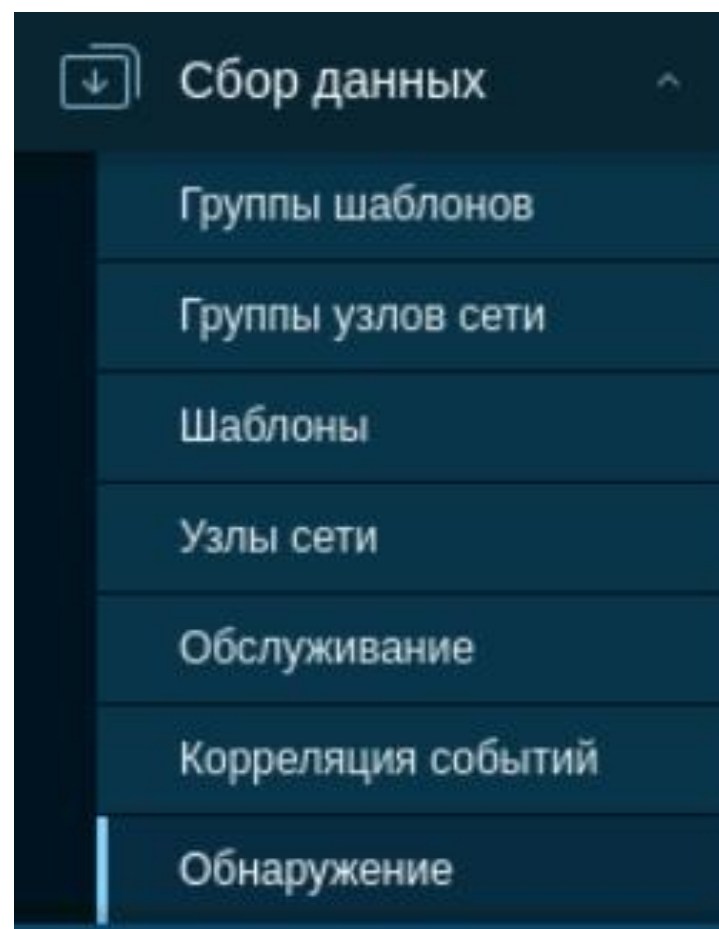 Сбор данных
Группы шаблонов
Группы узлов сети
Шаблоны
Узлы сети
Обслуживание
Корреляция событий
Обнаружение